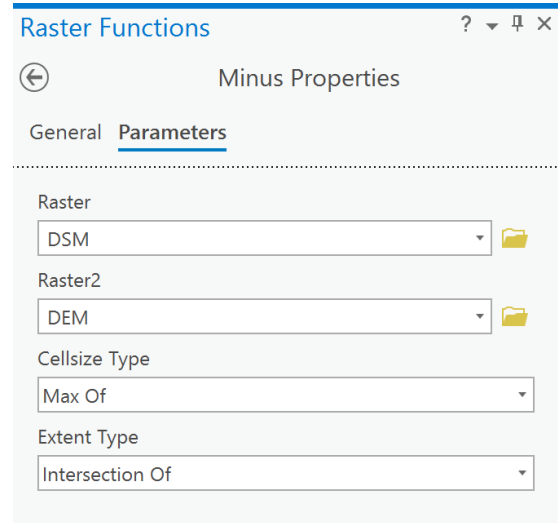 Raster Functions ?
Minus Properties
General Parameters
Raster
DSM
Raster2
DEM
Cellsize Type
Max Of
Extent Type
Intersection Of